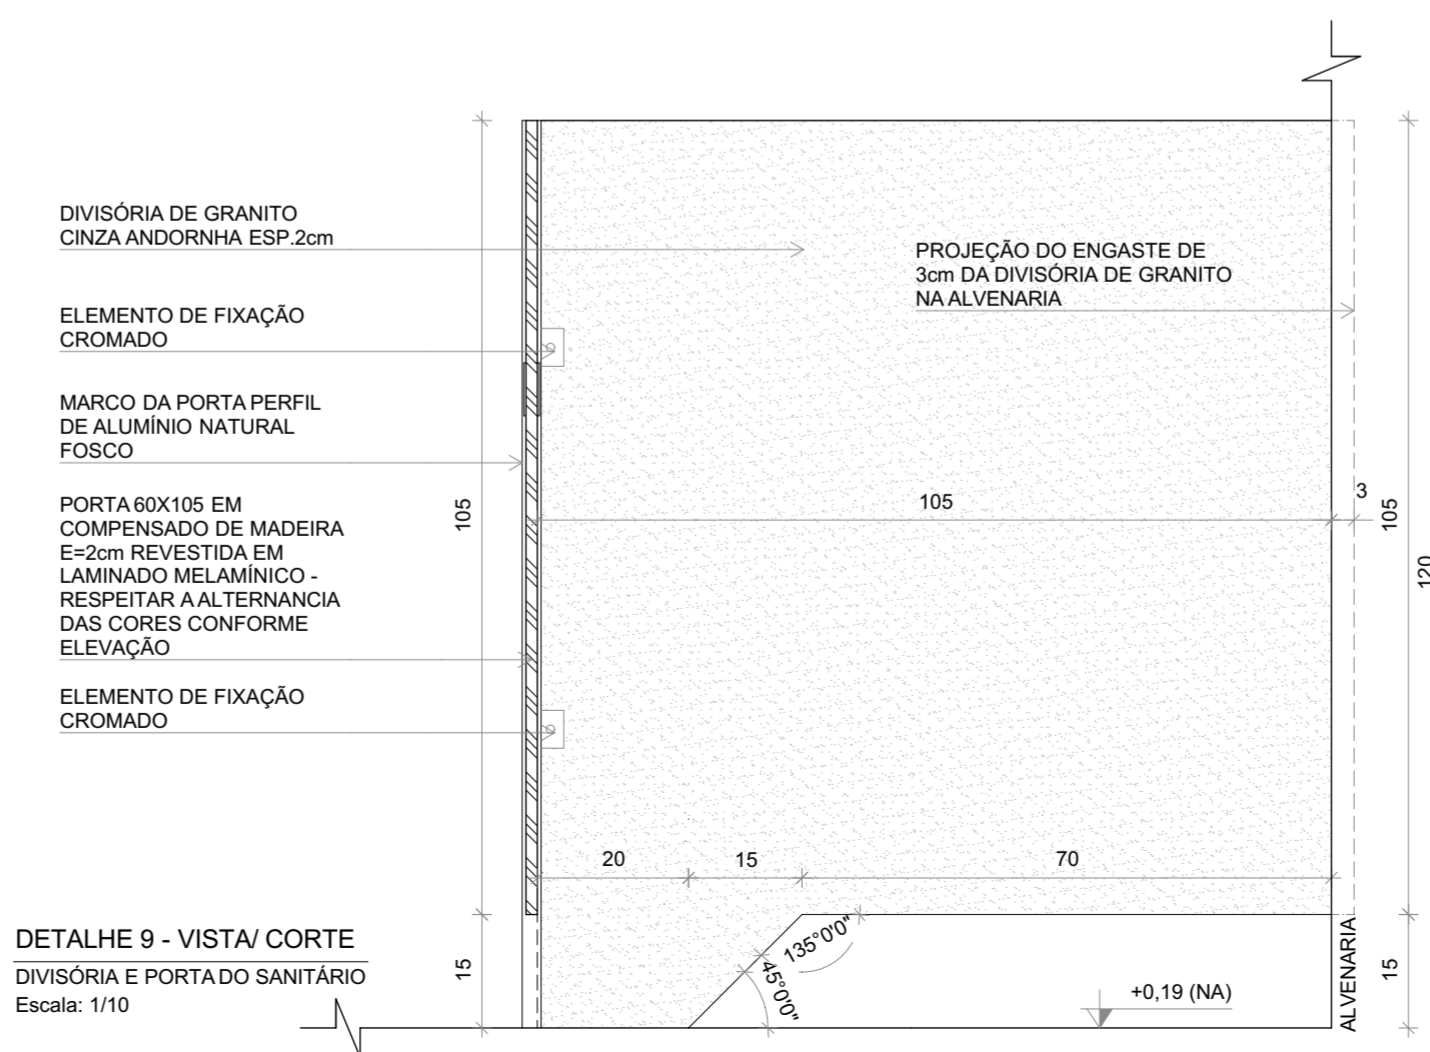 DIVISÓRIA DE GRANITO
CINZA ANDORNHA ESP.2cm
PROJEÇÃO DO ENGASTE DE
3cm DA DIVISÓRIA DE GRANITO
NA ALVENARIA
ELEMENTO DE FIXAÇÃO
CROMADO
MARCO DA PORTA PERFIL
DE ALUMÍNIO NATURAL
FOSCO
PORTA 60X105 EM
COMPENSADO DE MADEIRA
E=2cm REVESTIDA EM
LAMINADO MELAMÍNICO -
RESPEITAR A ALTERNANCIA
DAS CORES CONFORME
ELEVAÇÃO
ELEMENTO DE FIXAÇÃO
CROMADO
105
105
3
105
120
20
15
70
135°0'0"
45°0'0"
15
+0,19 (NA)
ALVENARIA
15
DETALHE 9 - VISTA/ CORTE
DIVISÓRIA E PORTA DO SANITÁRIO
Escala: 1/10